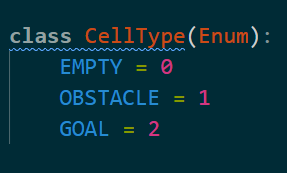 class CellType(Enum):
    EMPTY = 0
    OBSTACLE = 1
    GOAL = 2